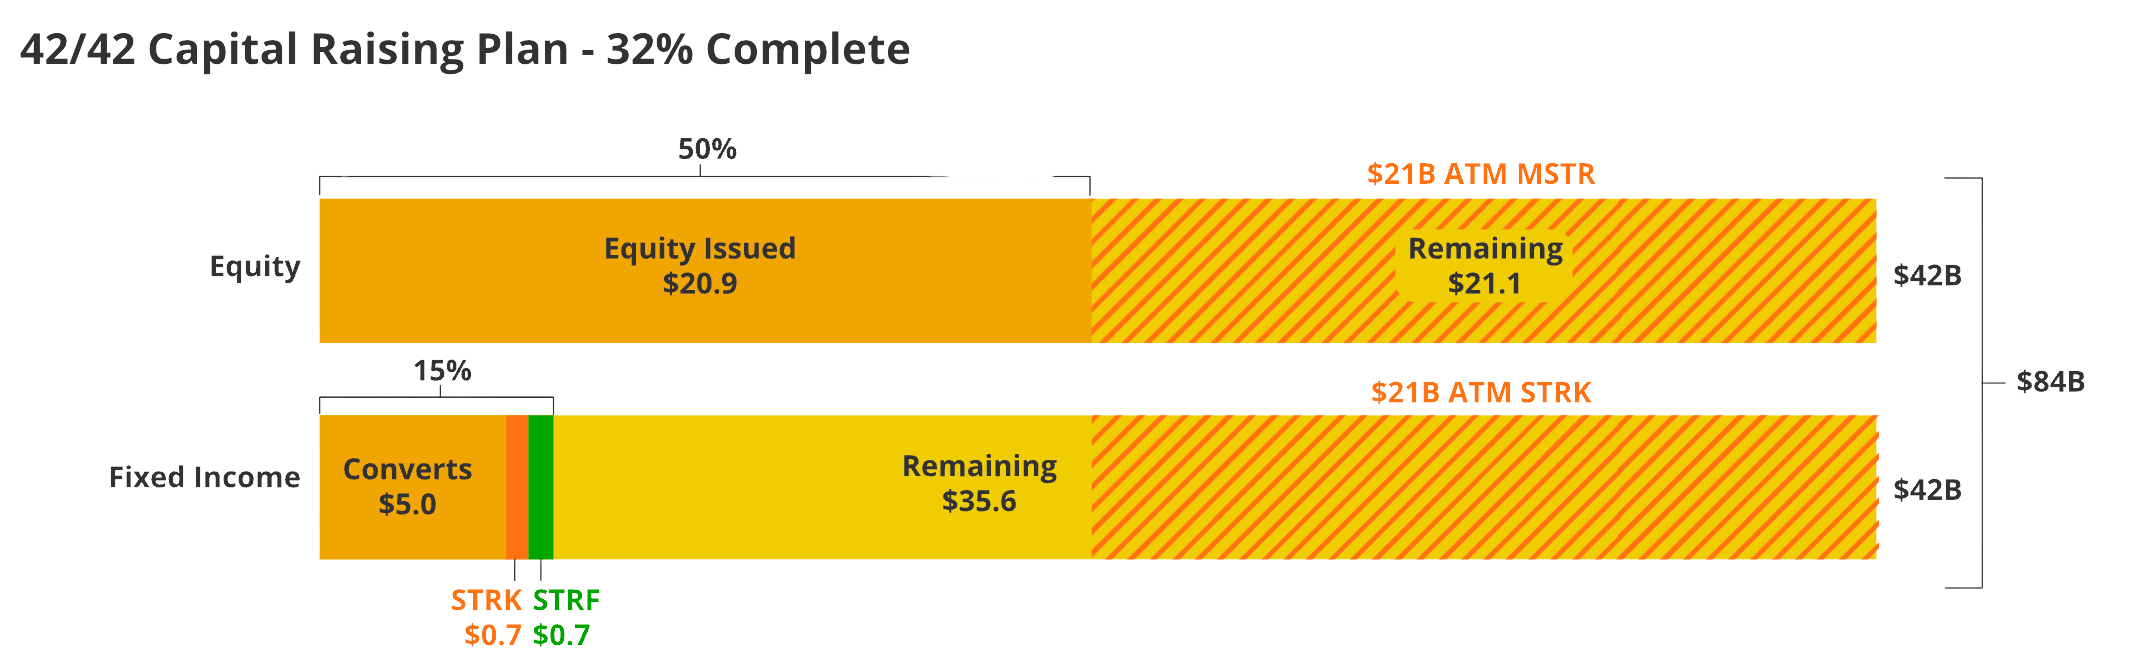 42/42 Capital Raising Plan - 32% Complete
50%
$21B ATM MSTR
Equity
Equity Issued
$20.9
Remaining
$21.1
$42B
15%
$21B ATM STRK
$84B
Fixed Income
Converts
$5.0
Remaining
$35.6
$42B
STRK STRF
$0.7 $0.7